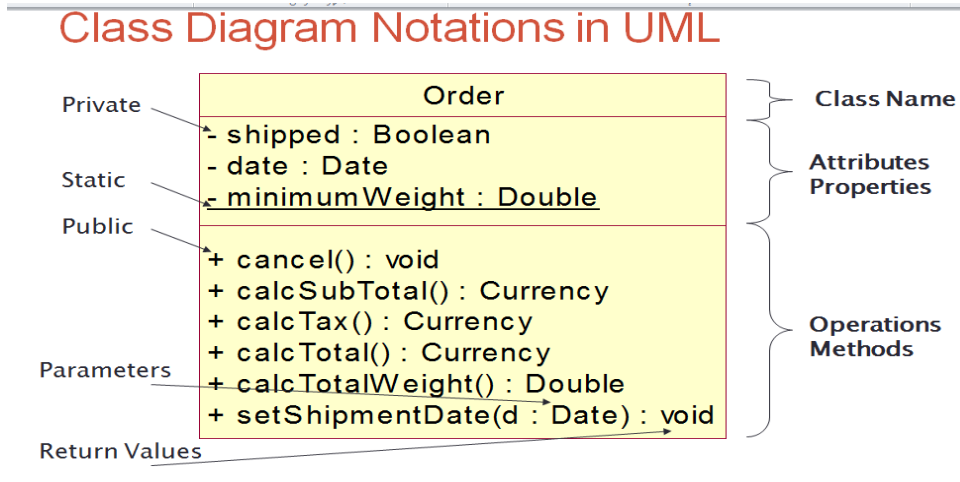 Class Diagram Notations in UML
Order
Class Name
Private
- shipped : Boolean
- date : Date
Attributes
Properties
Static
- minimumWeight : Double
Public
+ cancel() : void
+ calcSubTotal() : Currency
+ calcTax() : Currency
+ calcTotal() : Currency
+ calcTotalWeight() : Double
+ setShipmentDate(d : Date) : void
Operations
Methods
Parameters
Return Values